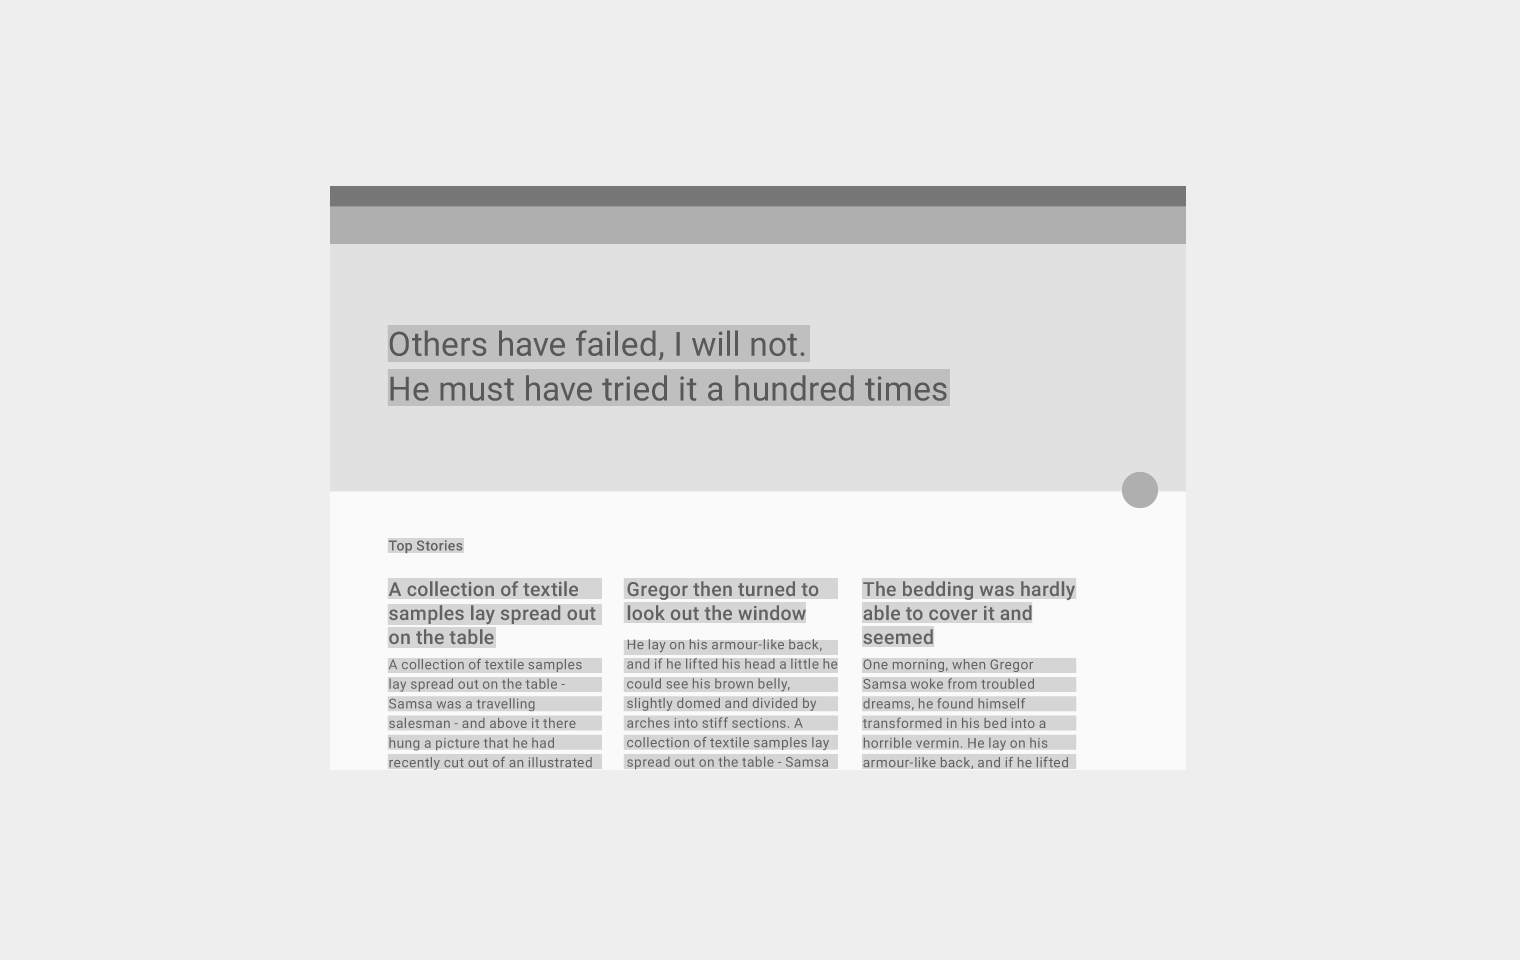 Others have failed, I will not.
He must have tried it a hundred times
Top Stories
A collection of textile
samples lay spread out
on the table
A collection of textile samples
lay spread out on the table -
Samsa was a travelling
salesman - and above it there
hung a picture that he had
recently cut out of an illustrated
Gregor then turned to
look out the window
He lay on his armour-like back,
and if he lifted his head a little he
could see his brown belly,
slightly domed and divided by
arches into stiff sections. A
collection of textile samples lay
spread out on the table - Samsa
The bedding was hardly
able to cover it and
seemed
One morning, when Gregor
Samsa woke from troubled
dreams, he found himself
transformed in his bed into a
horrible vermin. He lay on his
armour-like back, and if he lifted